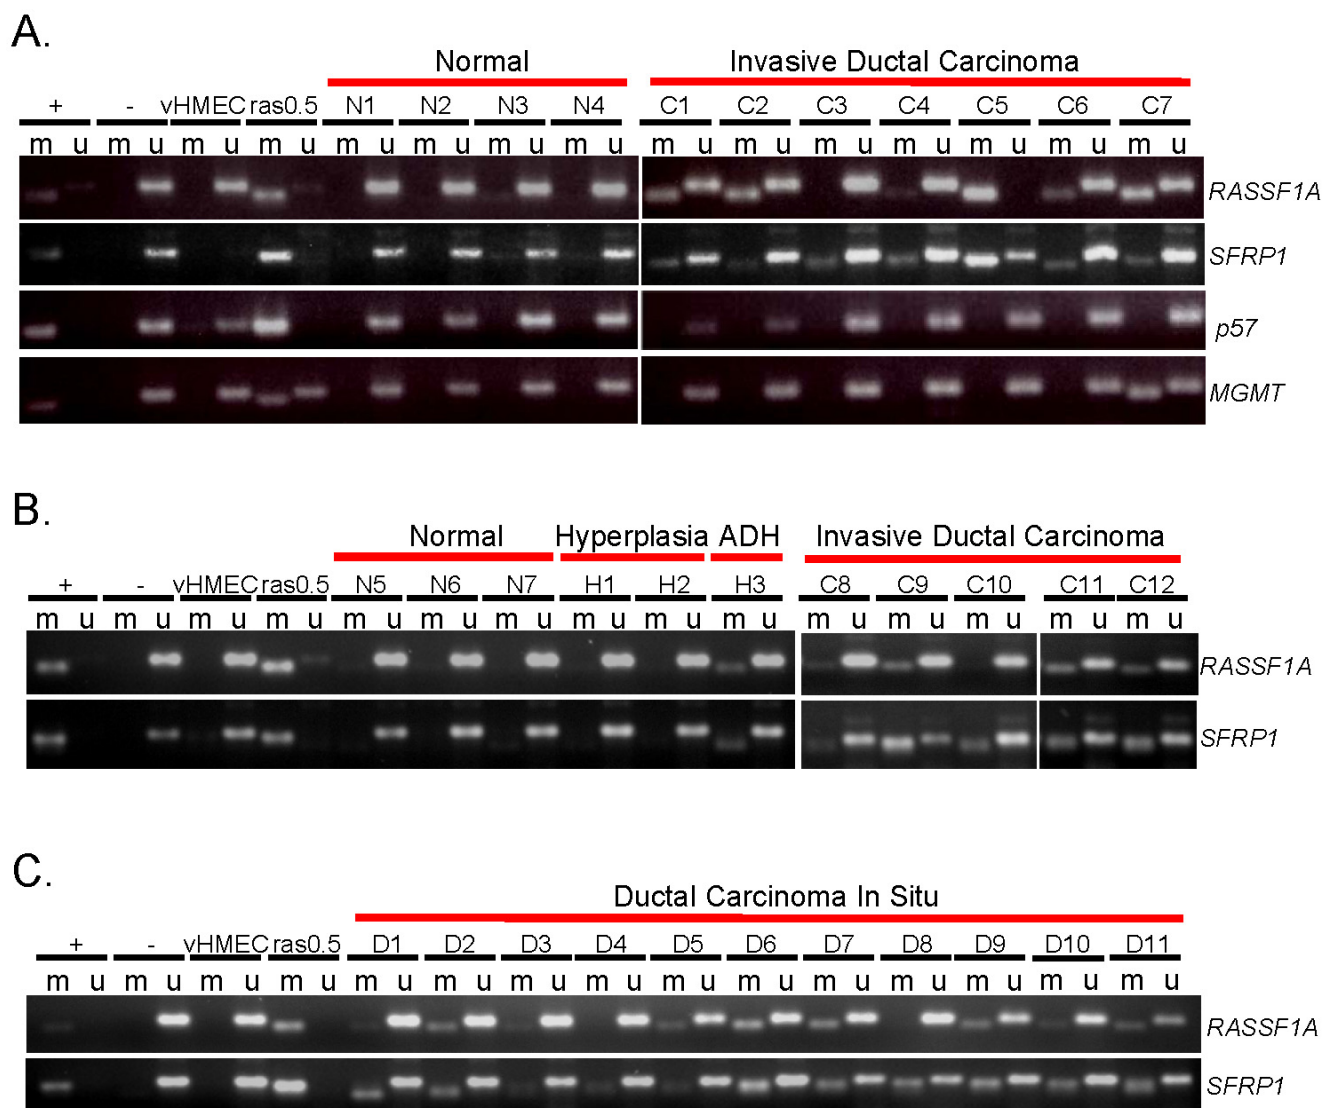 A.
Normal Invasive Ductal Carcinoma
+ - vHMEC ras0.5 N1 N2 N3 N4 C1 C2 C3 C4 C5 C6 C7
m u m u m u m u m u m u m u m u m u m u m u m u m u m u m u
RASSF1A
SFRP1
p57
MGMT
B.
Normal Hyperplasia ADH Invasive Ductal Carcinoma
+ - vHMEC ras0.5 N5 N6 N7 H1 H2 H3 C8 C9 C10 C11 C12
m u m u m u m u m u m u m u m u m u m u m u m u m u m u m u
RASSF1A
SFRP1
C.
Ductal Carcinoma In Situ
+ - vHMEC ras0.5 D1 D2 D3 D4 D5 D6 D7 D8 D9 D10 D11
m u m u m u m u m u m u m u m u m u m u m u m u m u m u m u
RASSF1A
SFRP1